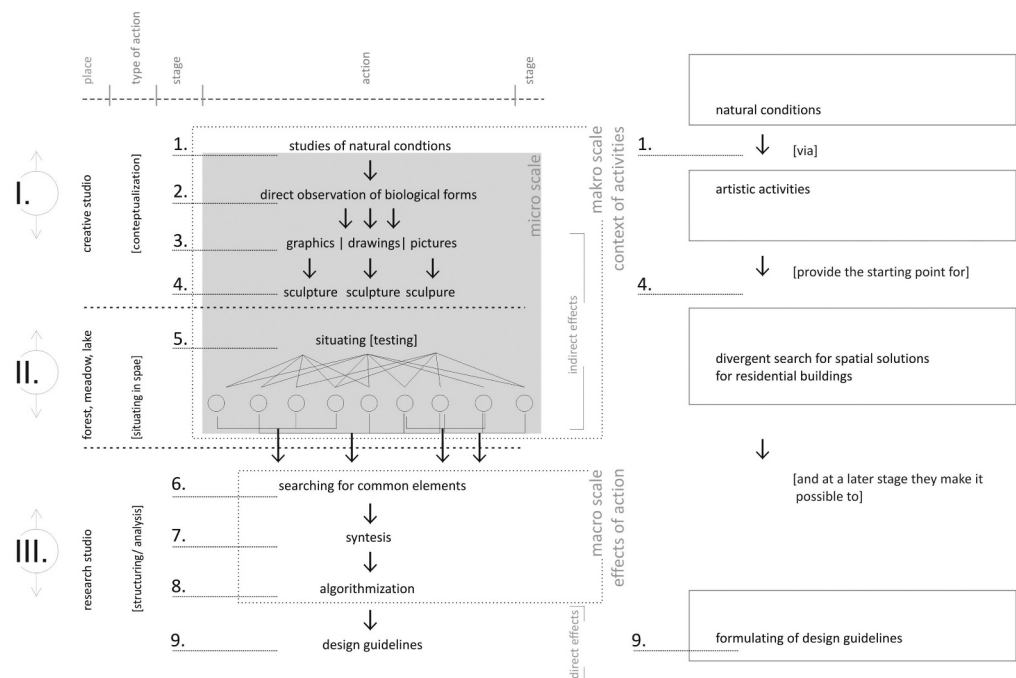 place
type of action
stage
action
stage
I.
creative studio
[conteptualization]
1.
studies of natural condtions
2.
direct observation of biological forms
3.
graphics | drawings| pictures
4.
sculpture sculpture sculpure
micro scale
makro scale
context of activities
indirect effects
II.
forest, meadow, lake
[situating in spae]
5.
situating [testing]
III.
research studio
[structuring/ analysis]
6.
searching for common elements
7.
syntesis
8.
algorithmization
9.
design guidelines
macro scale
effects of action
direct effects
natural conditions
1.
[via]
artistic activities
[provide the starting point for]
4.
divergent search for spatial solutions
for residential buildings
[and at a later stage they make it
possible to]
9.
formulating of design guidelines